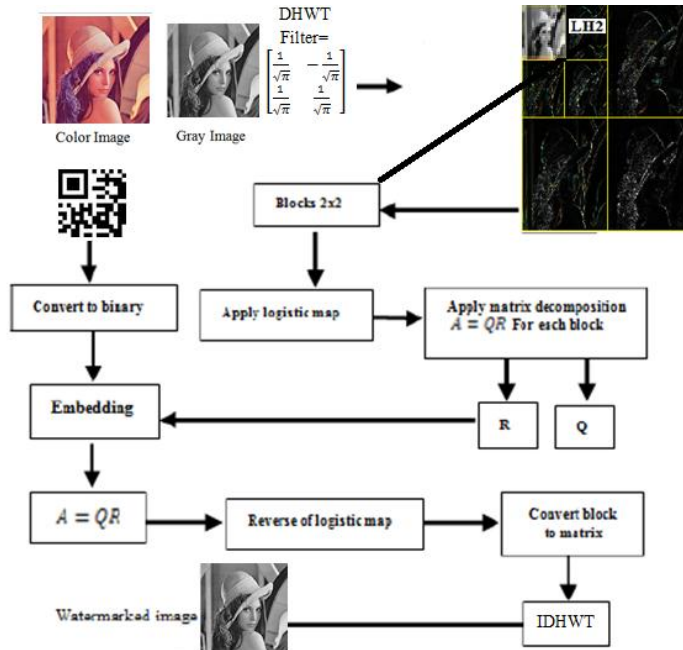 DHWT
Filter=
[1/√π  −1/√π
1/√π  1/√π]
LH2
Color Image
Gray Image
Blocks 2x2
Convert to binary
Apply logistic map
Apply matrix decomposition
A = QR For each block
Embedding
R
Q
A = QR
Reverse of logistic map
Convert block
to matrix
Watermarked image
IDHWT